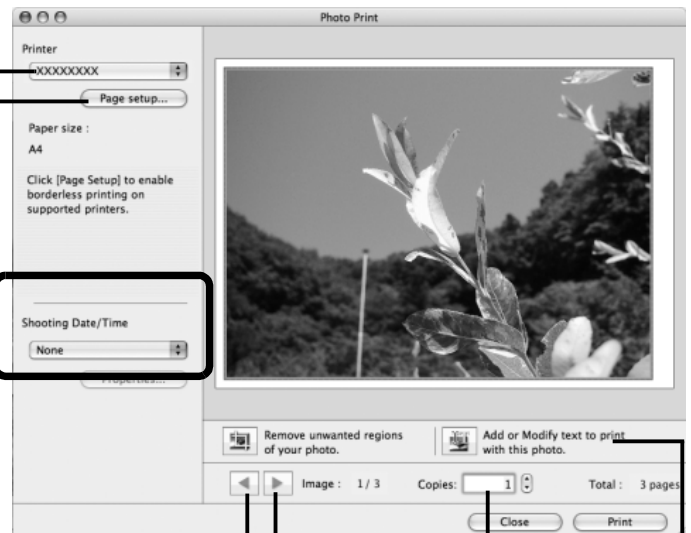 Photo Print
Printer
XXXXXXXX
Page setup...
Paper size :
A4
Click [Page Setup] to enable
borderless printing on
supported printers.
Shooting Date/Time
None
Properties...
Remove unwanted regions
of your photo.
Add or Modify text to print
with this photo.
Image : 1 / 3
Copies: 1
Total : 3 pages
Close
Print